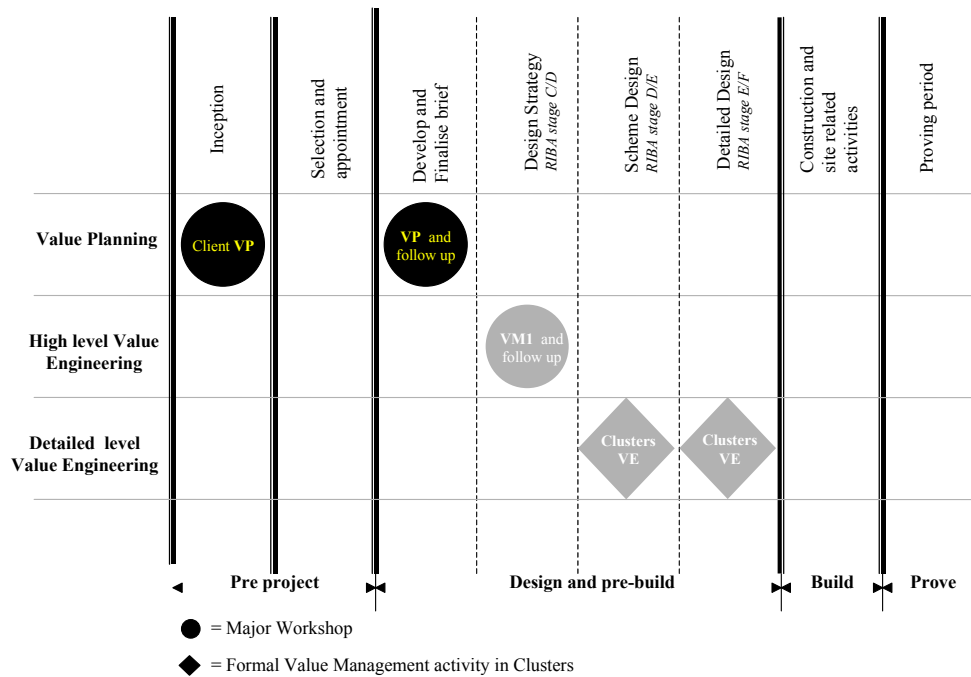 Inception
Selection and
appointment
Develop and
Finalise brief
Design Strategy
RIBA stage C/D
Scheme Design
RIBA stage D/E
Detailed Design
RIBA stage E/F
Construction and
site related
activities
Proving period
Value Planning
Client VP
VP and
follow up
High level Value
Engineering
VM1 and
follow up
Detailed level
Value Engineering
Clusters
VE
Clusters
VE
Pre project
Design and pre-build
Build
Prove
= Major Workshop
= Formal Value Management activity in Clusters